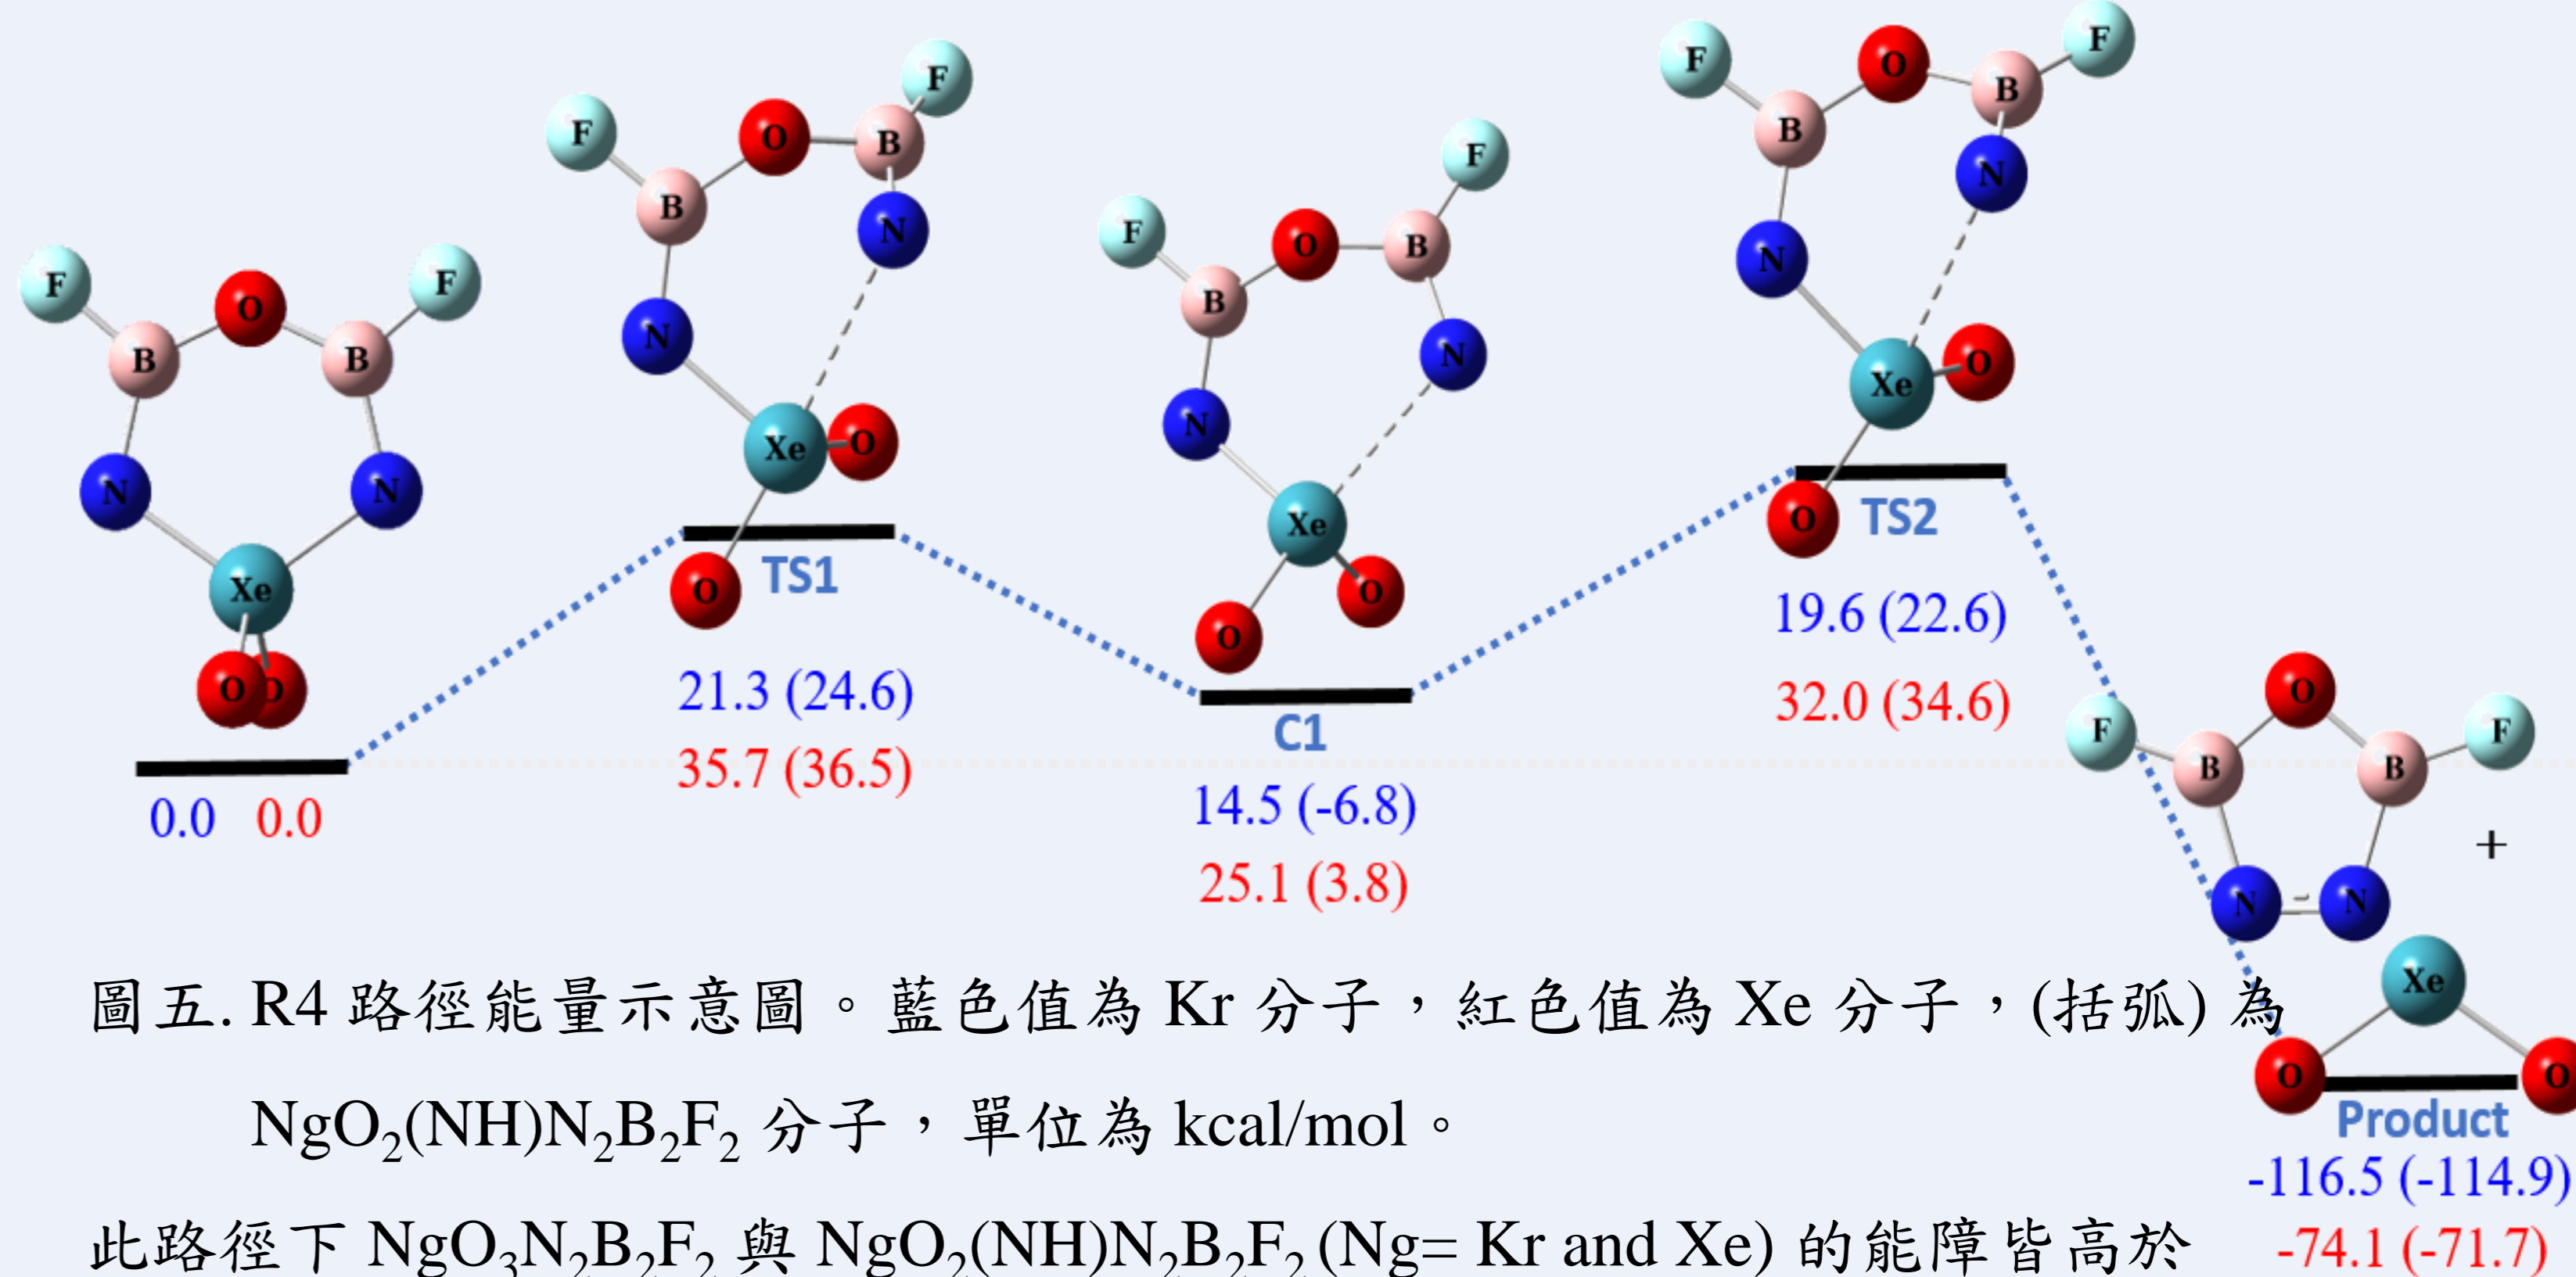 F
O
F
B
B
N
N
Xe
O
O
0.0 0.0
F
O
B
F
B
N
N
Xe
O
O
TS1
21.3 (24.6)
35.7 (36.5)
F
F
O
B
B
N
N
Xe
O
O
C1
14.5 (-6.8)
25.1 (3.8)
F
O
F
B
B
N
N
Xe
O
O
TS2
19.6 (22.6)
32.0 (34.6)
O
F
F
B
B
+
N
N
Xe
O
O
Product
-116.5 (-114.9)
-74.1 (-71.7)
圖五. R4 路徑能量示意圖。藍色值為 Kr 分子，紅色值為 Xe 分子，(括弧) 為
NgO₂(NH)N₂B₂F₂ 分子，單位為 kcal/mol。
此路徑下 NgO₃N₂B₂F₂ 與 NgO₂(NH)N₂B₂F₂ (Ng= Kr and Xe) 的能障皆高於